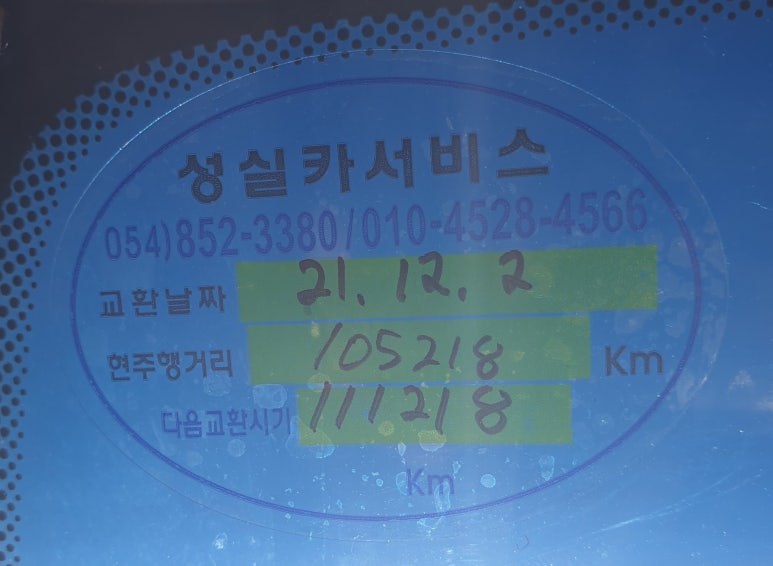 성실카서비스
054)852-3380/010-4528-4566
교환날짜 21. 12. 2
현주행거리 105218 Km
다음교환시기 111218
Km